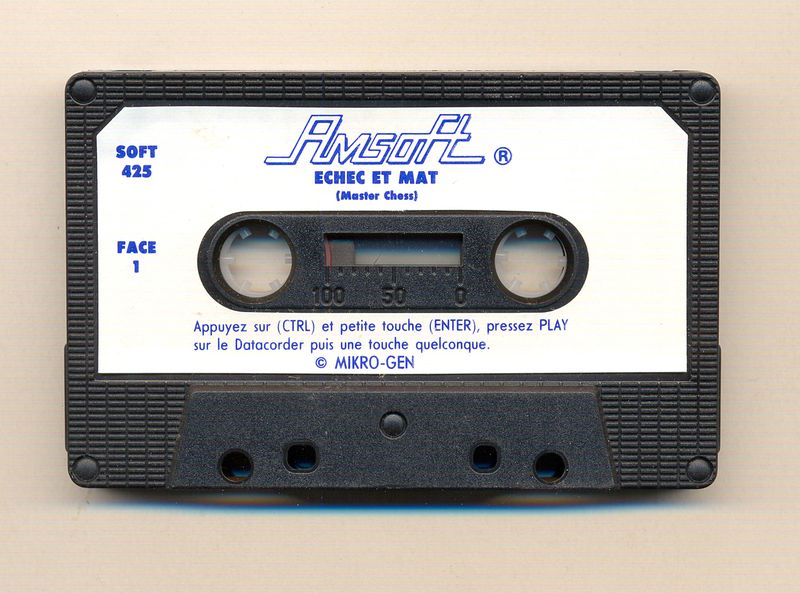 Amsoft ®
SOFT
425
ECHEC ET MAT
(Master Chess)
FACE
1
100 50 0
Appuyez sur (CTRL) et petite touche (ENTER), pressez PLAY
sur le Datacorder puis une touche quelconque.
© MIKRO-GEN